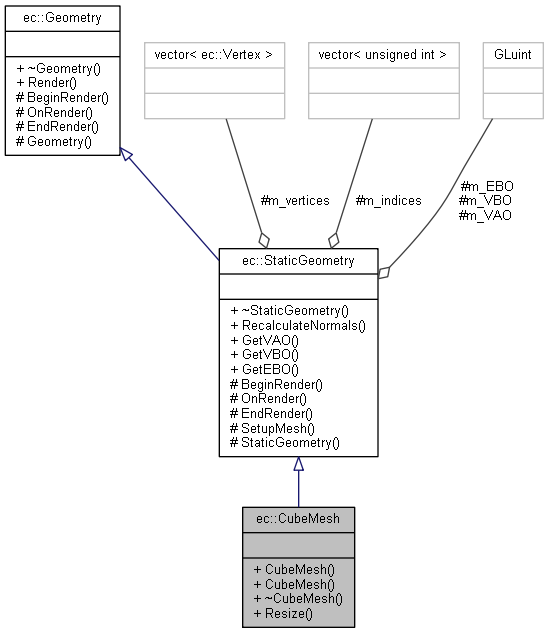 ec::Geometry
+ ~Geometry()
+ Render()
# BeginRender()
# OnRender()
# EndRender()
# Geometry()
vector< ec::Vertex >
vector< unsigned int >
GLuint
#m_vertices
#m_indices
#m_EBO
#m_VBO
#m_VAO
ec::StaticGeometry
+ ~StaticGeometry()
+ RecalculateNormals()
+ GetVAO()
+ GetVBO()
+ GetEBO()
# BeginRender()
# OnRender()
# EndRender()
# SetupMesh()
# StaticGeometry()
ec::CubeMesh
+ CubeMesh()
+ CubeMesh()
+ ~CubeMesh()
+ Resize()